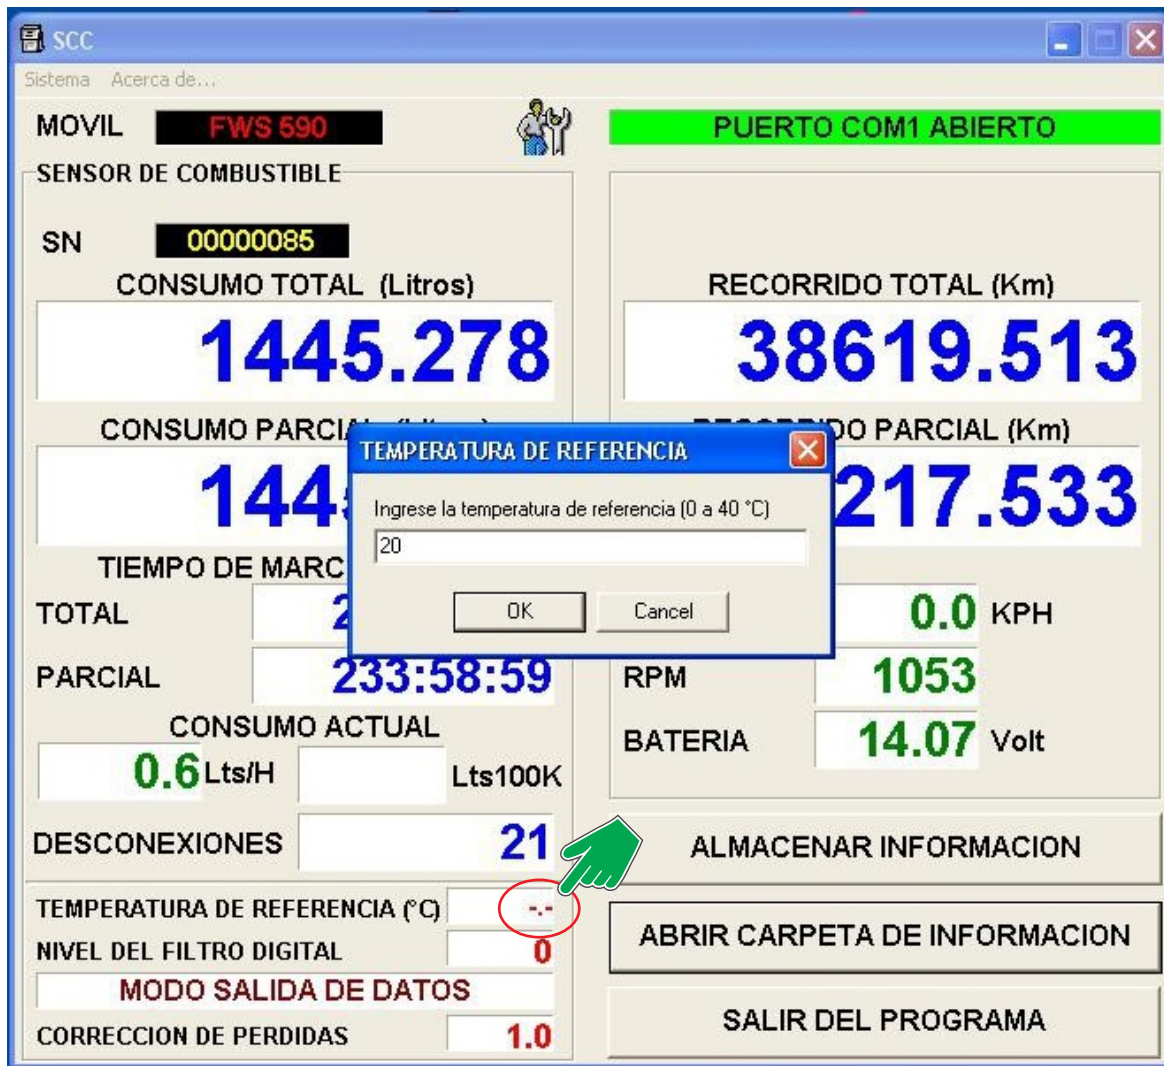 SCC
Sistema Acerca de...
MOVIL FWS 590
PUERTO COM1 ABIERTO
SENSOR DE COMBUSTIBLE
SN 00000085
CONSUMO TOTAL (Litros)
1445.278
RECORRIDO TOTAL (Km)
38619.513
CONSUMO
PARCIAL (Km)
217.533
TEMPERATURA DE REFERENCIA
Ingrese la temperatura de referencia (0 a 40 °C)
20
OK Cancel
TIEMPO DE
TOTAL
0.0 KPH
PARCIAL 233:58:59
RPM 1053
CONSUMO ACTUAL
0.6 Lts/H Lts100K
BATERIA 14.07 Volt
DESCONEXIONES 21
TEMPERATURA DE REFERENCIA (°C) -.-
NIVEL DEL FILTRO DIGITAL 0
MODO SALIDA DE DATOS
CORRECCION DE PERDIDAS 1.0
ALMACENAR INFORMACION
ABRIR CARPETA DE INFORMACION
SALIR DEL PROGRAMA